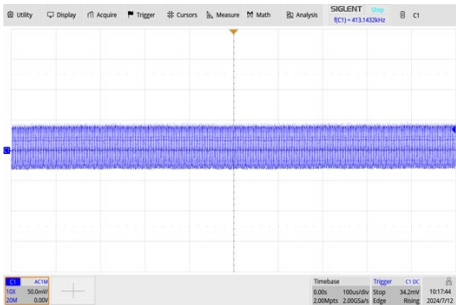 Utility Display Acquire Trigger Cursors Measure Math Analysis SIGLENT Stop C1
f(C1) = 413.1432kHz
C1
C1 AC1M
10X 50.0mV/
20M 0.00V
Timebase
0.00s 100us/div
2.00Mpts 2.00GSa/s
Trigger C1 DC
Stop 34.2mV
Edge Rising
10:17:44
2024/7/12